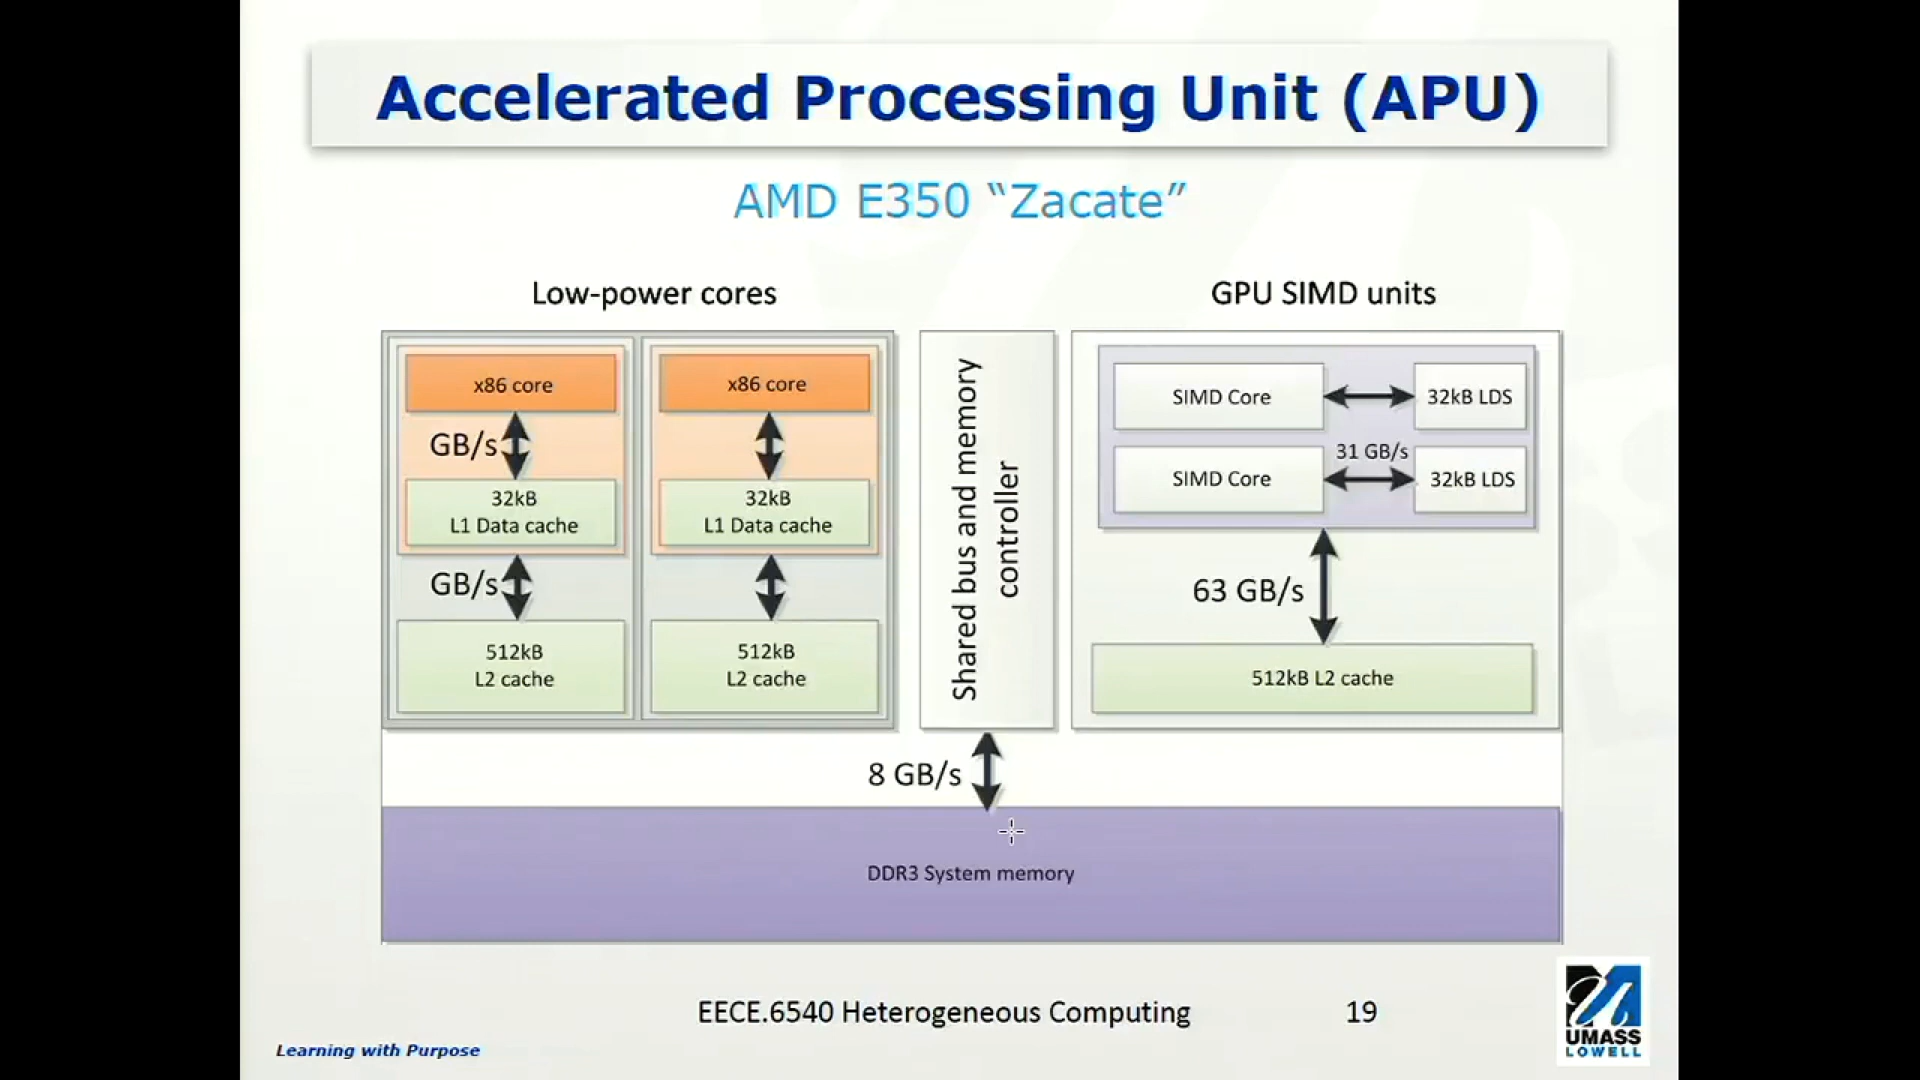 Accelerated Processing Unit (APU)
AMD E350 “Zacate”
Low-power cores
GPU SIMD units
x86 core
GB/s
32kB
L1 Data cache
GB/s
512kB
L2 cache
x86 core
32kB
L1 Data cache
512kB
L2 cache
Shared bus and memory
controller
SIMD Core
32kB LDS
31 GB/s
SIMD Core
32kB LDS
63 GB/s
512kB L2 cache
8 GB/s
DDR3 System memory
EECE.6540 Heterogeneous Computing
19
Learning with Purpose
UMASS
LOWELL